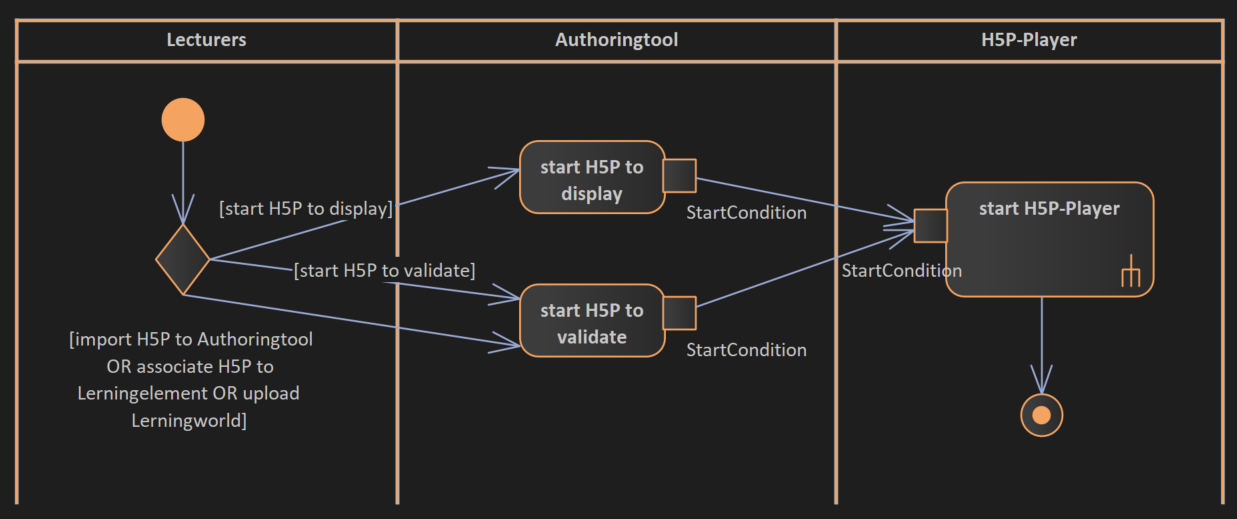 Lecturers
Authoringtool
H5P-Player
start H5P to
display
[start H5P to display]
StartCondition
start H5P-Player
[start H5P to validate]
StartCondition
start H5P to
validate
StartCondition
[import H5P to Authoringtool
OR associate H5P to
Lerningelement OR upload
Lerningworld]